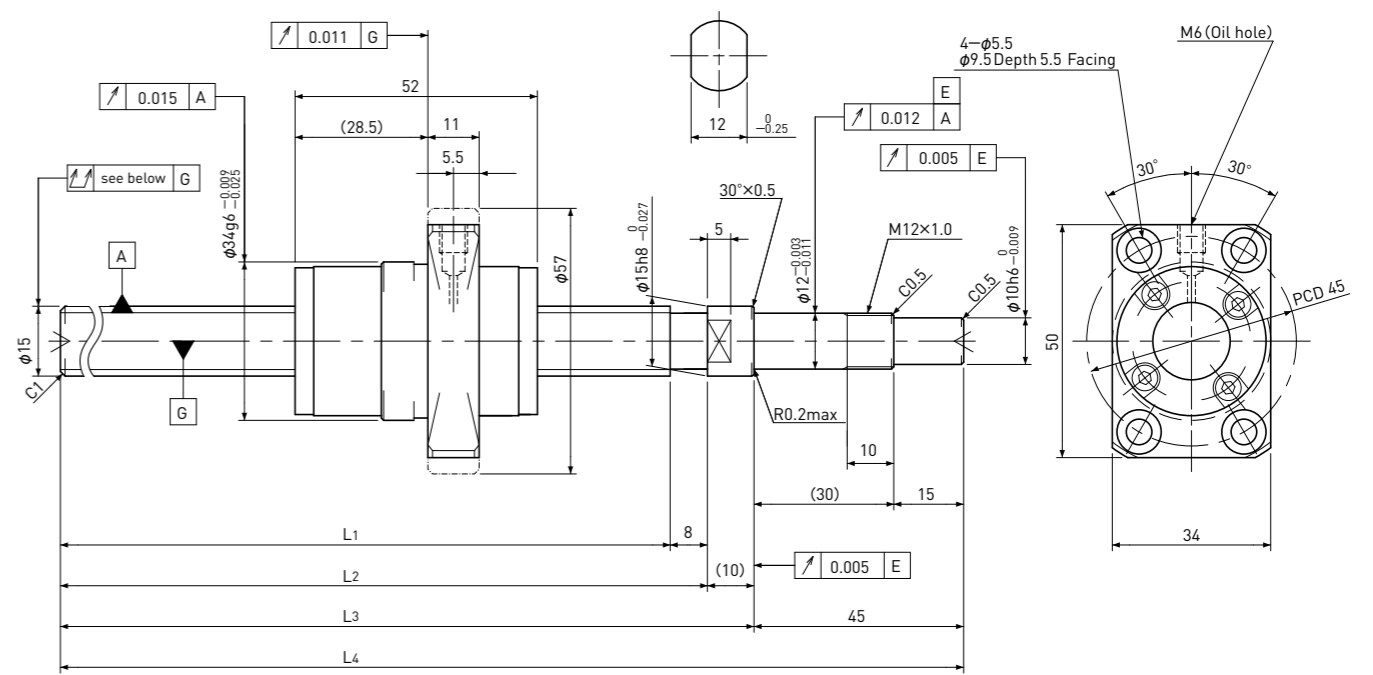 0.011 G
M6(Oil hole)
4-ϕ5.5
ϕ9.5Depth 5.5 Facing
52
0.015 A
E
12 0 -0.25
0.012 A
(28.5)
11
5.5
0.005 E
30° 30°
see below G
ϕ34g6 -0.009 -0.025
30°×0.5
ϕ15h8 0 -0.027
5
M12×1.0
A
ϕ57
ϕ12 -0.003 -0.011
C0.5
C0.5
ϕ10h6 0 -0.009
PCD 45
ϕ15
50
C1
G
R0.2max
10
(30)
15
L1
8
34
0.005 E
L2
(10)
L3
45
L4